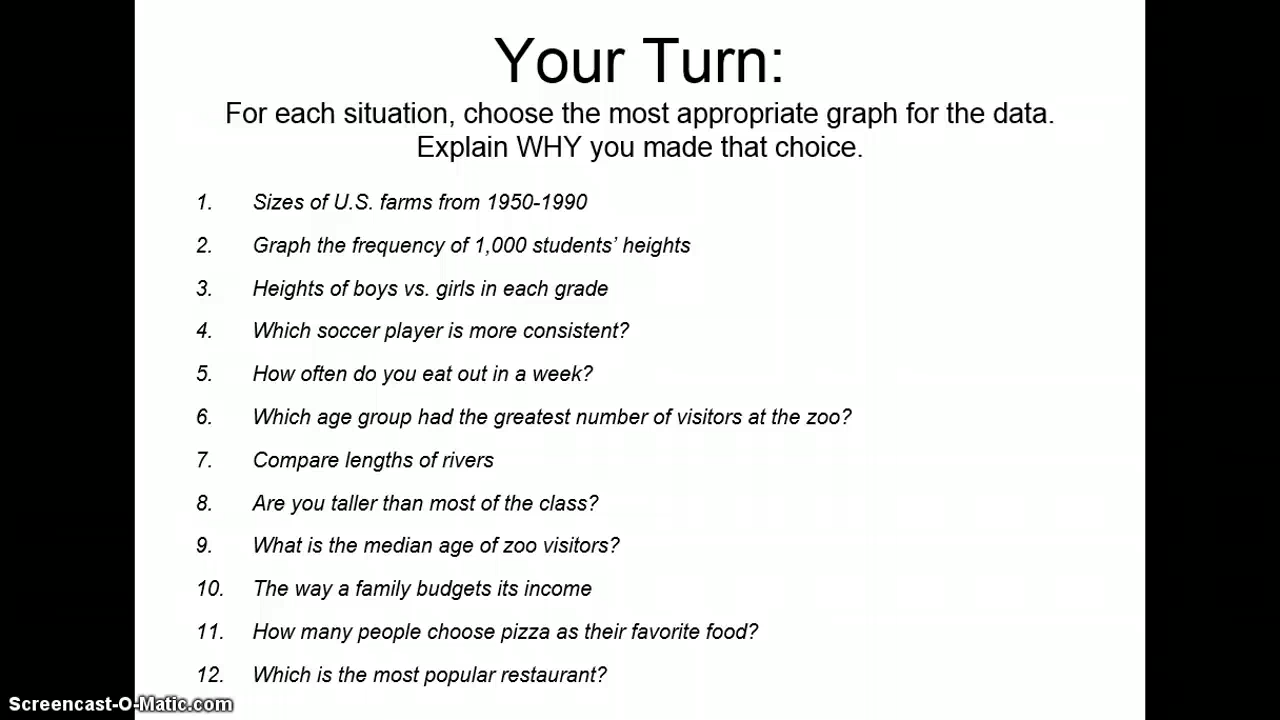 Your Turn:
For each situation, choose the most appropriate graph for the data.
Explain WHY you made that choice.
1. Sizes of U.S. farms from 1950-1990
2. Graph the frequency of 1,000 students’ heights
3. Heights of boys vs. girls in each grade
4. Which soccer player is more consistent?
5. How often do you eat out in a week?
6. Which age group had the greatest number of visitors at the zoo?
7. Compare lengths of rivers
8. Are you taller than most of the class?
9. What is the median age of zoo visitors?
10. The way a family budgets its income
11. How many people choose pizza as their favorite food?
12. Which is the most popular restaurant?
Screencast-O-Matic.com